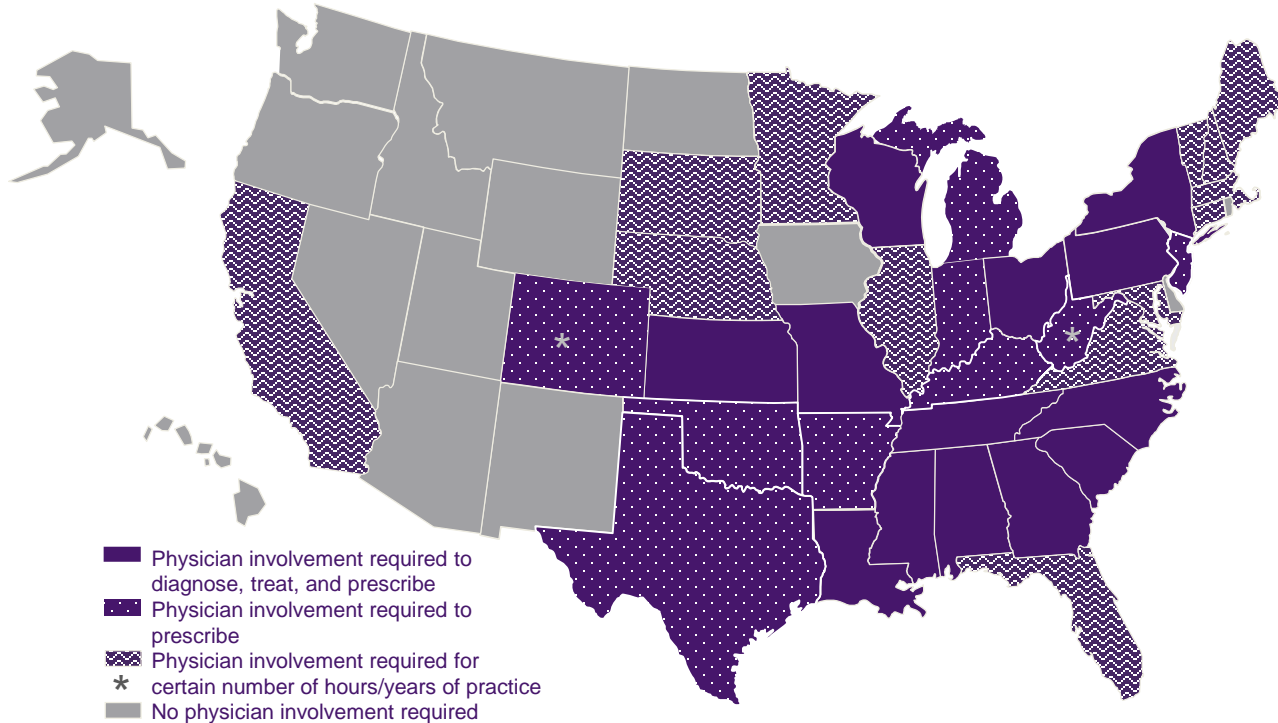 Physician involvement required to
diagnose, treat, and prescribe
Physician involvement required to
prescribe
Physician involvement required for
* certain number of hours/years of practice
No physician involvement required
*
*